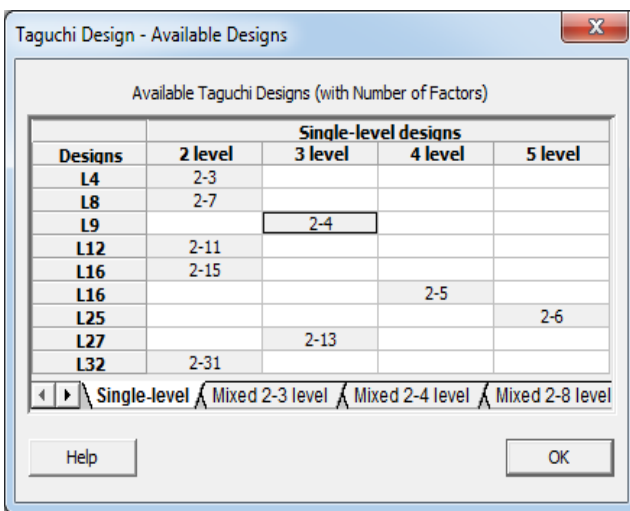 Taguchi Design - Available Designs
X
Available Taguchi Designs (with Number of Factors)
Single-level designs
Designs 2 level 3 level 4 level 5 level
L4 2-3
L8 2-7
L9 2-4
L12 2-11
L16 2-15
L16 2-5
L25 2-6
L27 2-13
L32 2-31
Single-level Mixed 2-3 level Mixed 2-4 level Mixed 2-8 level
Help OK